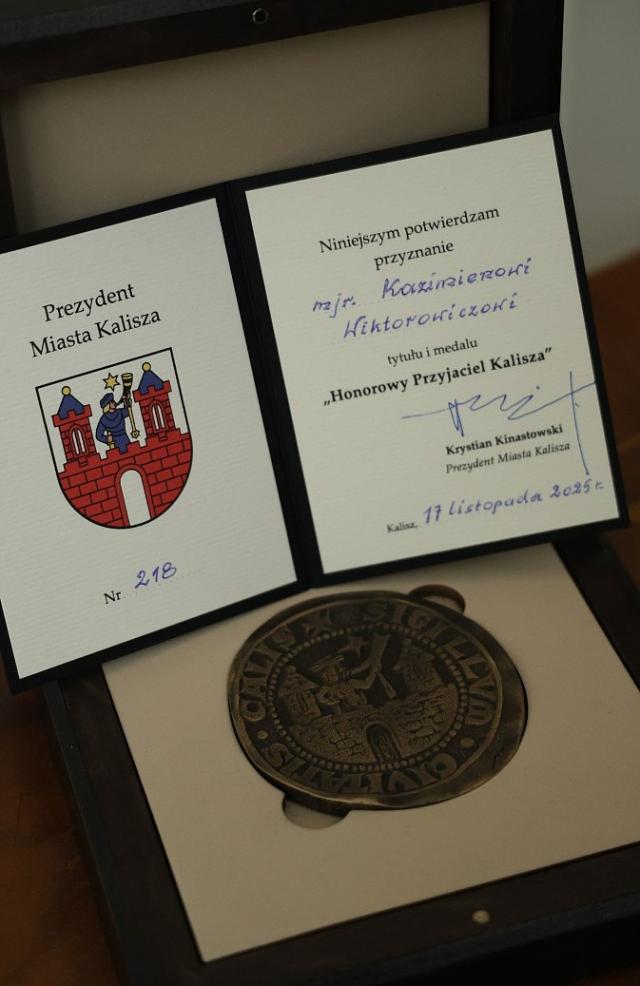 Prezydent
Miasta Kalisza
Nr 218
Niniejszym potwierdzam
przyznanie
mjr. Kazimierowi
Wiktorowiczowi
tytułu i medalu
„Honorowy Przyjaciel Kalisza”
Krystian Kinastowski
Prezydent Miasta Kalisza
Kalisz, 17 listopada 2025 r.
SIGILLVM · CIVITATIS · CALIS